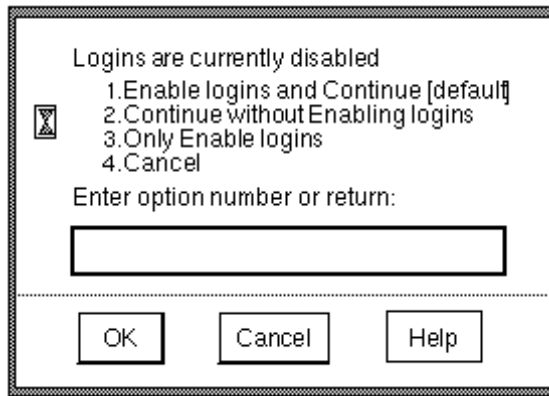 Logins are currently disabled
1.Enable logins and Continue [default]
2.Continue without Enabling logins
3.Only Enable logins
4.Cancel
Enter option number or return:
OK Cancel Help